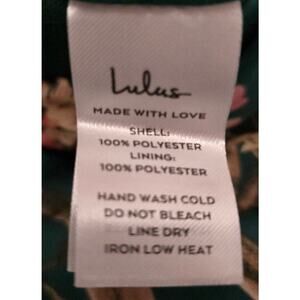 Lulus
MADE WITH LOVE
SHELL:
100% POLYESTER
LINING:
100% POLYESTER
HAND WASH COLD
DO NOT BLEACH
LINE DRY
IRON LOW HEAT